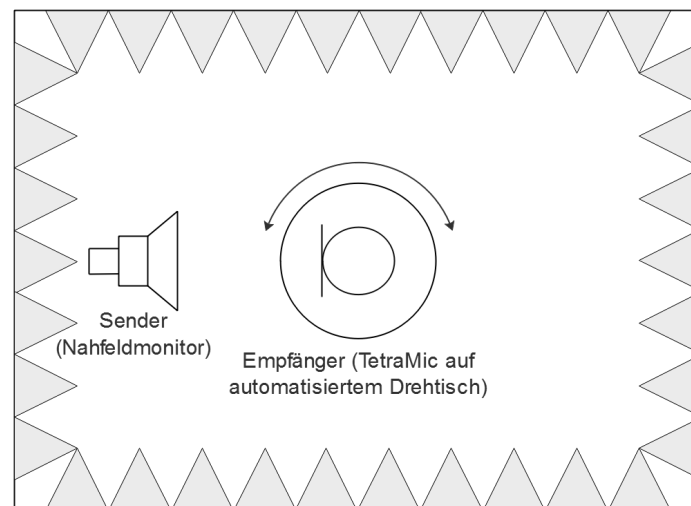 Sender
(Nahfeldmonitor)
Empfänger (TetraMic auf
automatisiertem Drehtisch)